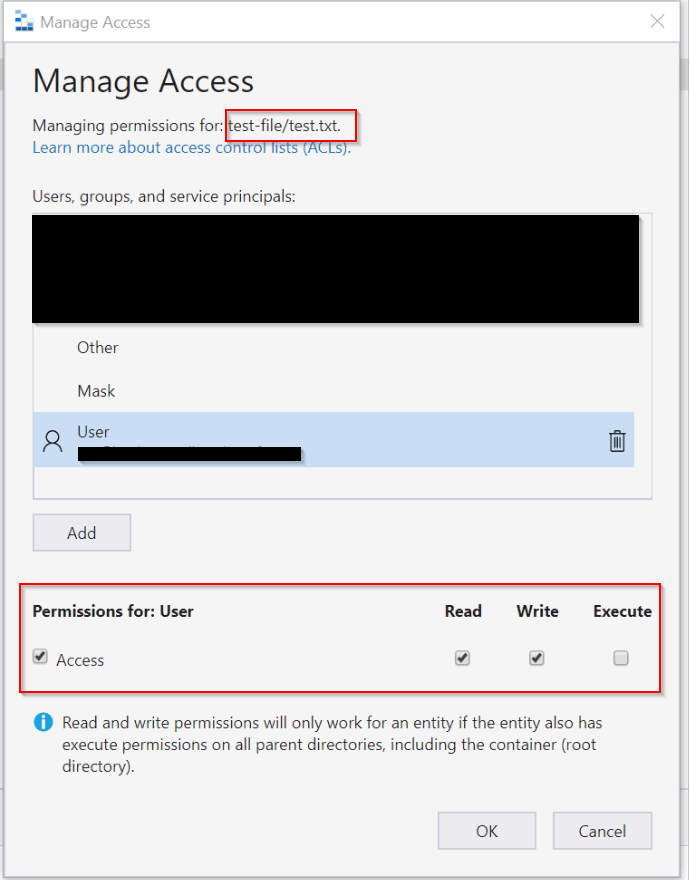 Manage Access
Manage Access
Managing permissions for: test-file/test.txt.
Learn more about access control lists (ACLs).
Users, groups, and service principals:
Other
Mask
User
Add
Permissions for: User Read Write Execute
Access
Read and write permissions will only work for an entity if the entity also has
execute permissions on all parent directories, including the container (root
directory).
OK Cancel